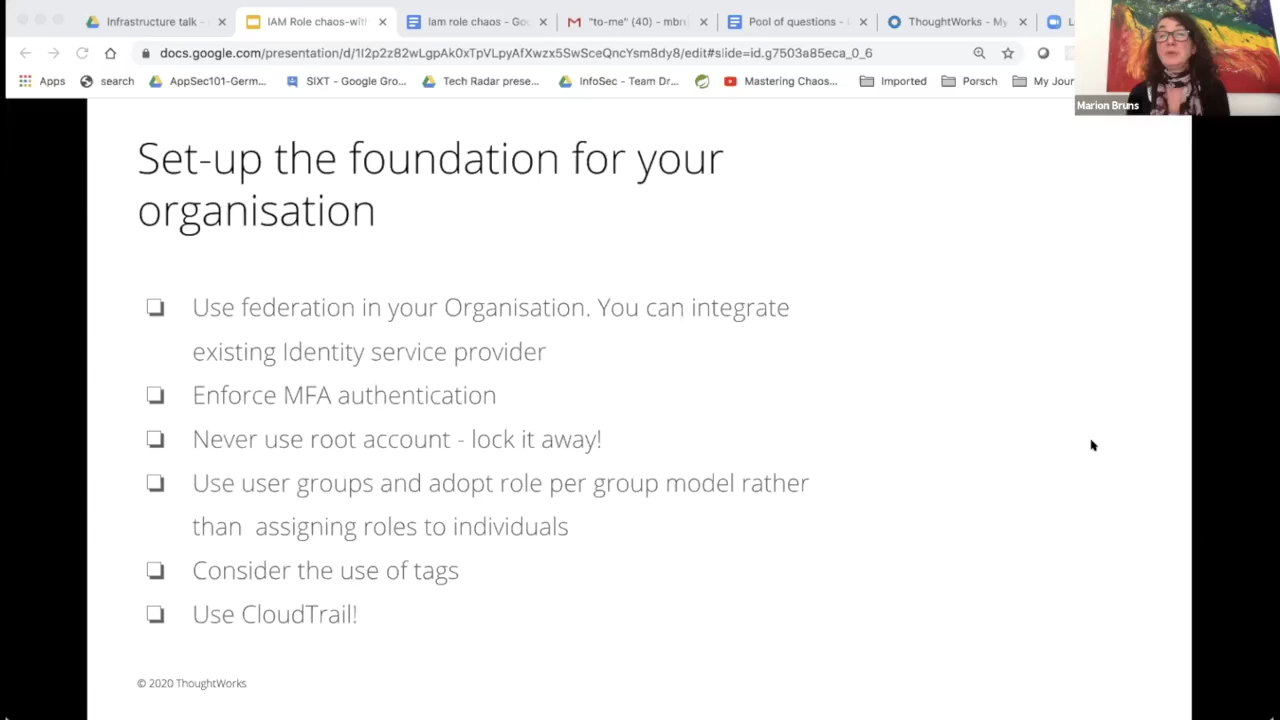 Infrastructure talk -
IAM Role chaos-with
Iam role chaos - Goo
"to-me" (40) - mbru
Pool of questions -
ThoughtWorks - My
docs.google.com/presentation/d/1I2p2z82wLgpAk0xTpVLpyAfXwzx5SwSceQncYsm8dy8/edit#slide=id.g7503a85eca_0_6
Apps
search
AppSec101-Germ...
SIXT - Google Gro...
Tech Radar prese...
InfoSec - Team Dr...
Mastering Chaos...
Imported
Porsch
My Jour
Marion Bruns
Set-up the foundation for your
organisation
Use federation in your Organisation. You can integrate
existing Identity service provider
Enforce MFA authentication
Never use root account - lock it away!
Use user groups and adopt role per group model rather
than assigning roles to individuals
Consider the use of tags
Use CloudTrail!
© 2020 ThoughtWorks